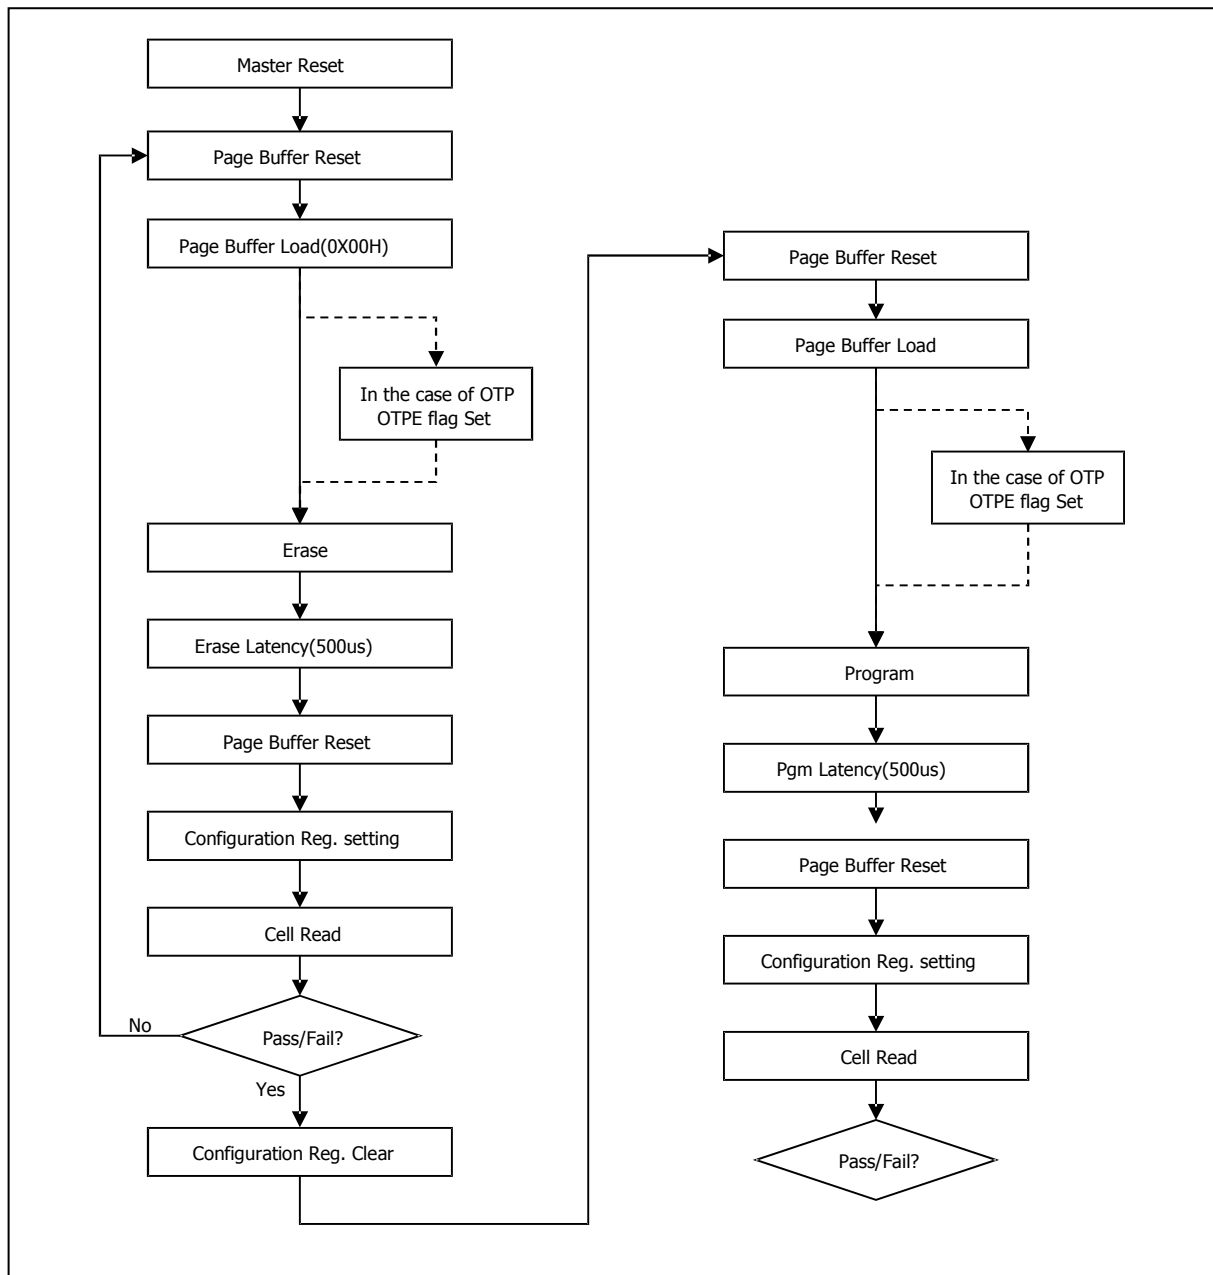 Master Reset
Page Buffer Reset
Page Buffer Load(0X00H)
In the case of OTP
OTPE flag Set
Erase
Erase Latency(500us)
Page Buffer Reset
Configuration Reg. setting
Cell Read
Pass/Fail?
No
Yes
Configuration Reg. Clear
Page Buffer Reset
Page Buffer Load
In the case of OTP
OTPE flag Set
Program
Pgm Latency(500us)
Page Buffer Reset
Configuration Reg. setting
Cell Read
Pass/Fail?